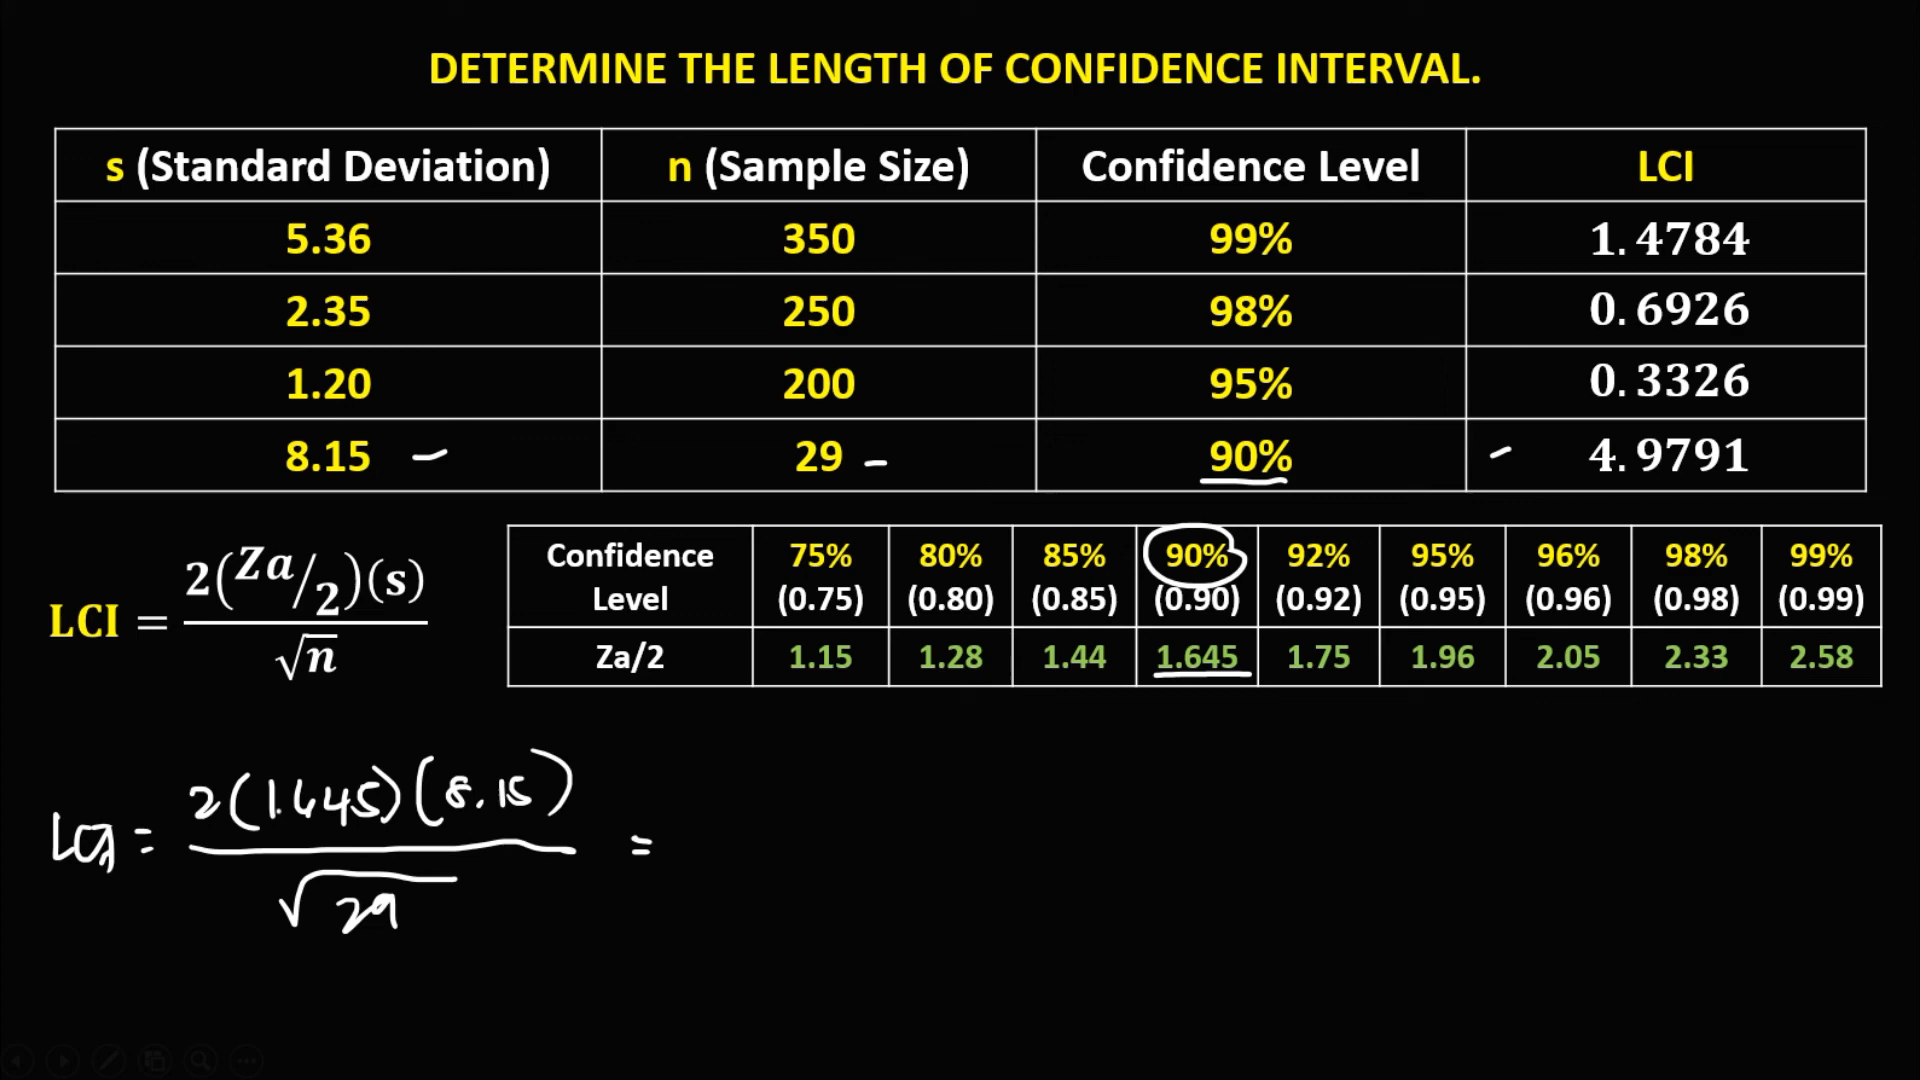 DETERMINE THE LENGTH OF CONFIDENCE INTERVAL.
s (Standard Deviation) n (Sample Size) Confidence Level LCI
5.36 350 99% 1.4784
2.35 250 98% 0.6926
1.20 200 95% 0.3326
8.15 – 29 – 90% – 4.9791
LCI = 2(Za/2)(s) / √n
Confidence Level 75% (0.75) 80% (0.80) 85% (0.85) 90% (0.90) 92% (0.92) 95% (0.95) 96% (0.96) 98% (0.98) 99% (0.99)
Za/2 1.15 1.28 1.44 1.645 1.75 1.96 2.05 2.33 2.58
LCI = 2(1.645)(8.15) / √29 =